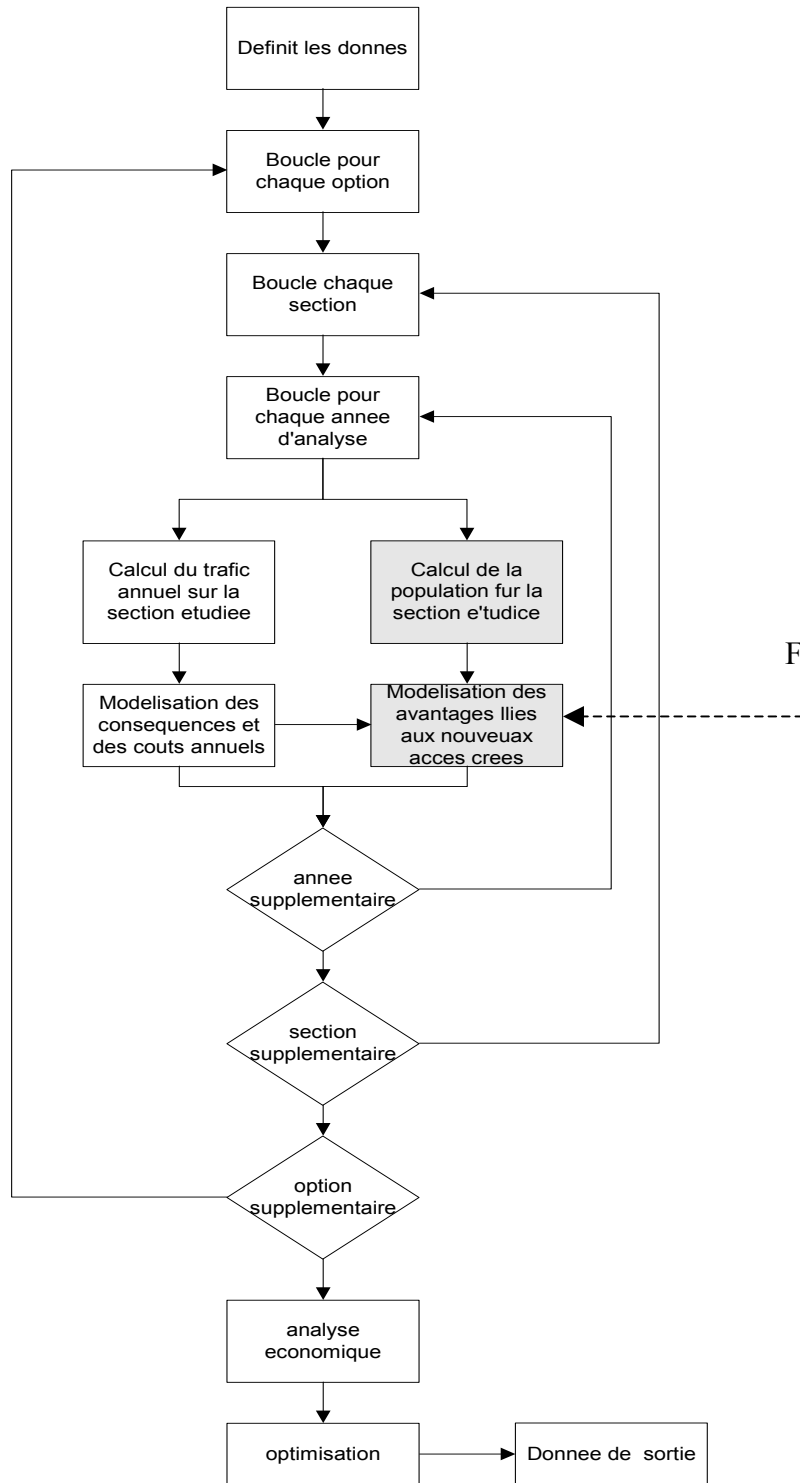 Definit les donnes
Boucle pour
chaque option
Boucle chaque
section
Boucle pour
chaque annee
d'analyse
Calcul du trafic
annuel sur la
section etudiee
Calcul de la
population fur la
section e'tudice
F
Modelisation des
consequences et
des couts annuels
Modelisation des
avantages llies
aux nouveuax
acces crees
annee
supplementaire
section
supplementaire
option
supplementaire
analyse
economique
optimisation
Donnee de sortie